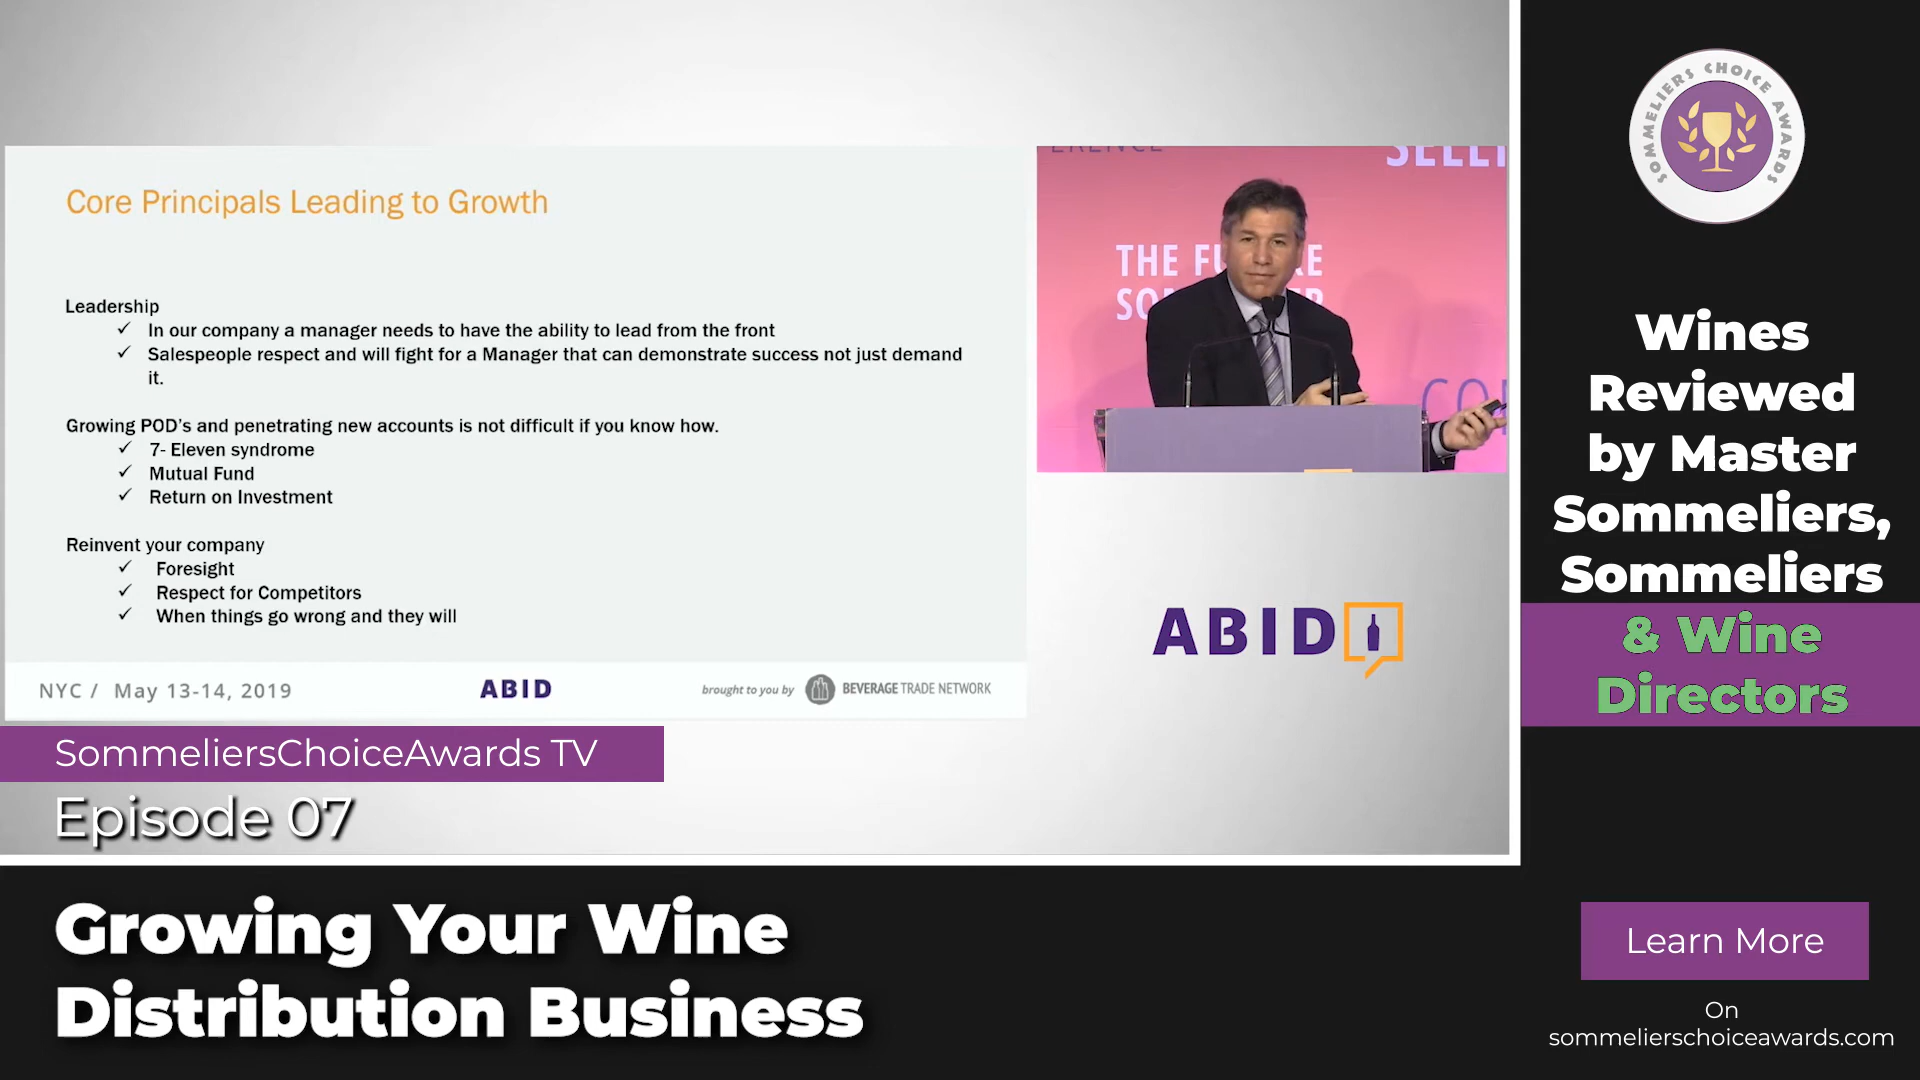 Core Principals Leading to Growth
Leadership
✓ In our company a manager needs to have the ability to lead from the front
✓ Salespeople respect and will fight for a Manager that can demonstrate success not just demand
it.
Growing POD's and penetrating new accounts is not difficult if you know how.
✓ 7- Eleven syndrome
✓ Mutual Fund
✓ Return on Investment
Reinvent your company
✓ Foresight
✓ Respect for Competitors
✓ When things go wrong and they will
NYC / May 13-14, 2019
ABID
brought to you by
BEVERAGE TRADE NETWORK
THE
ABID
SommeliersChoiceAwards TV
Episode 07
Growing Your Wine
Distribution Business
SOMMELIERS CHOICE AWARDS
Wines
Reviewed
by Master
Sommeliers,
Sommeliers
& Wine
Directors
Learn More
On
sommelierschoiceawards.com